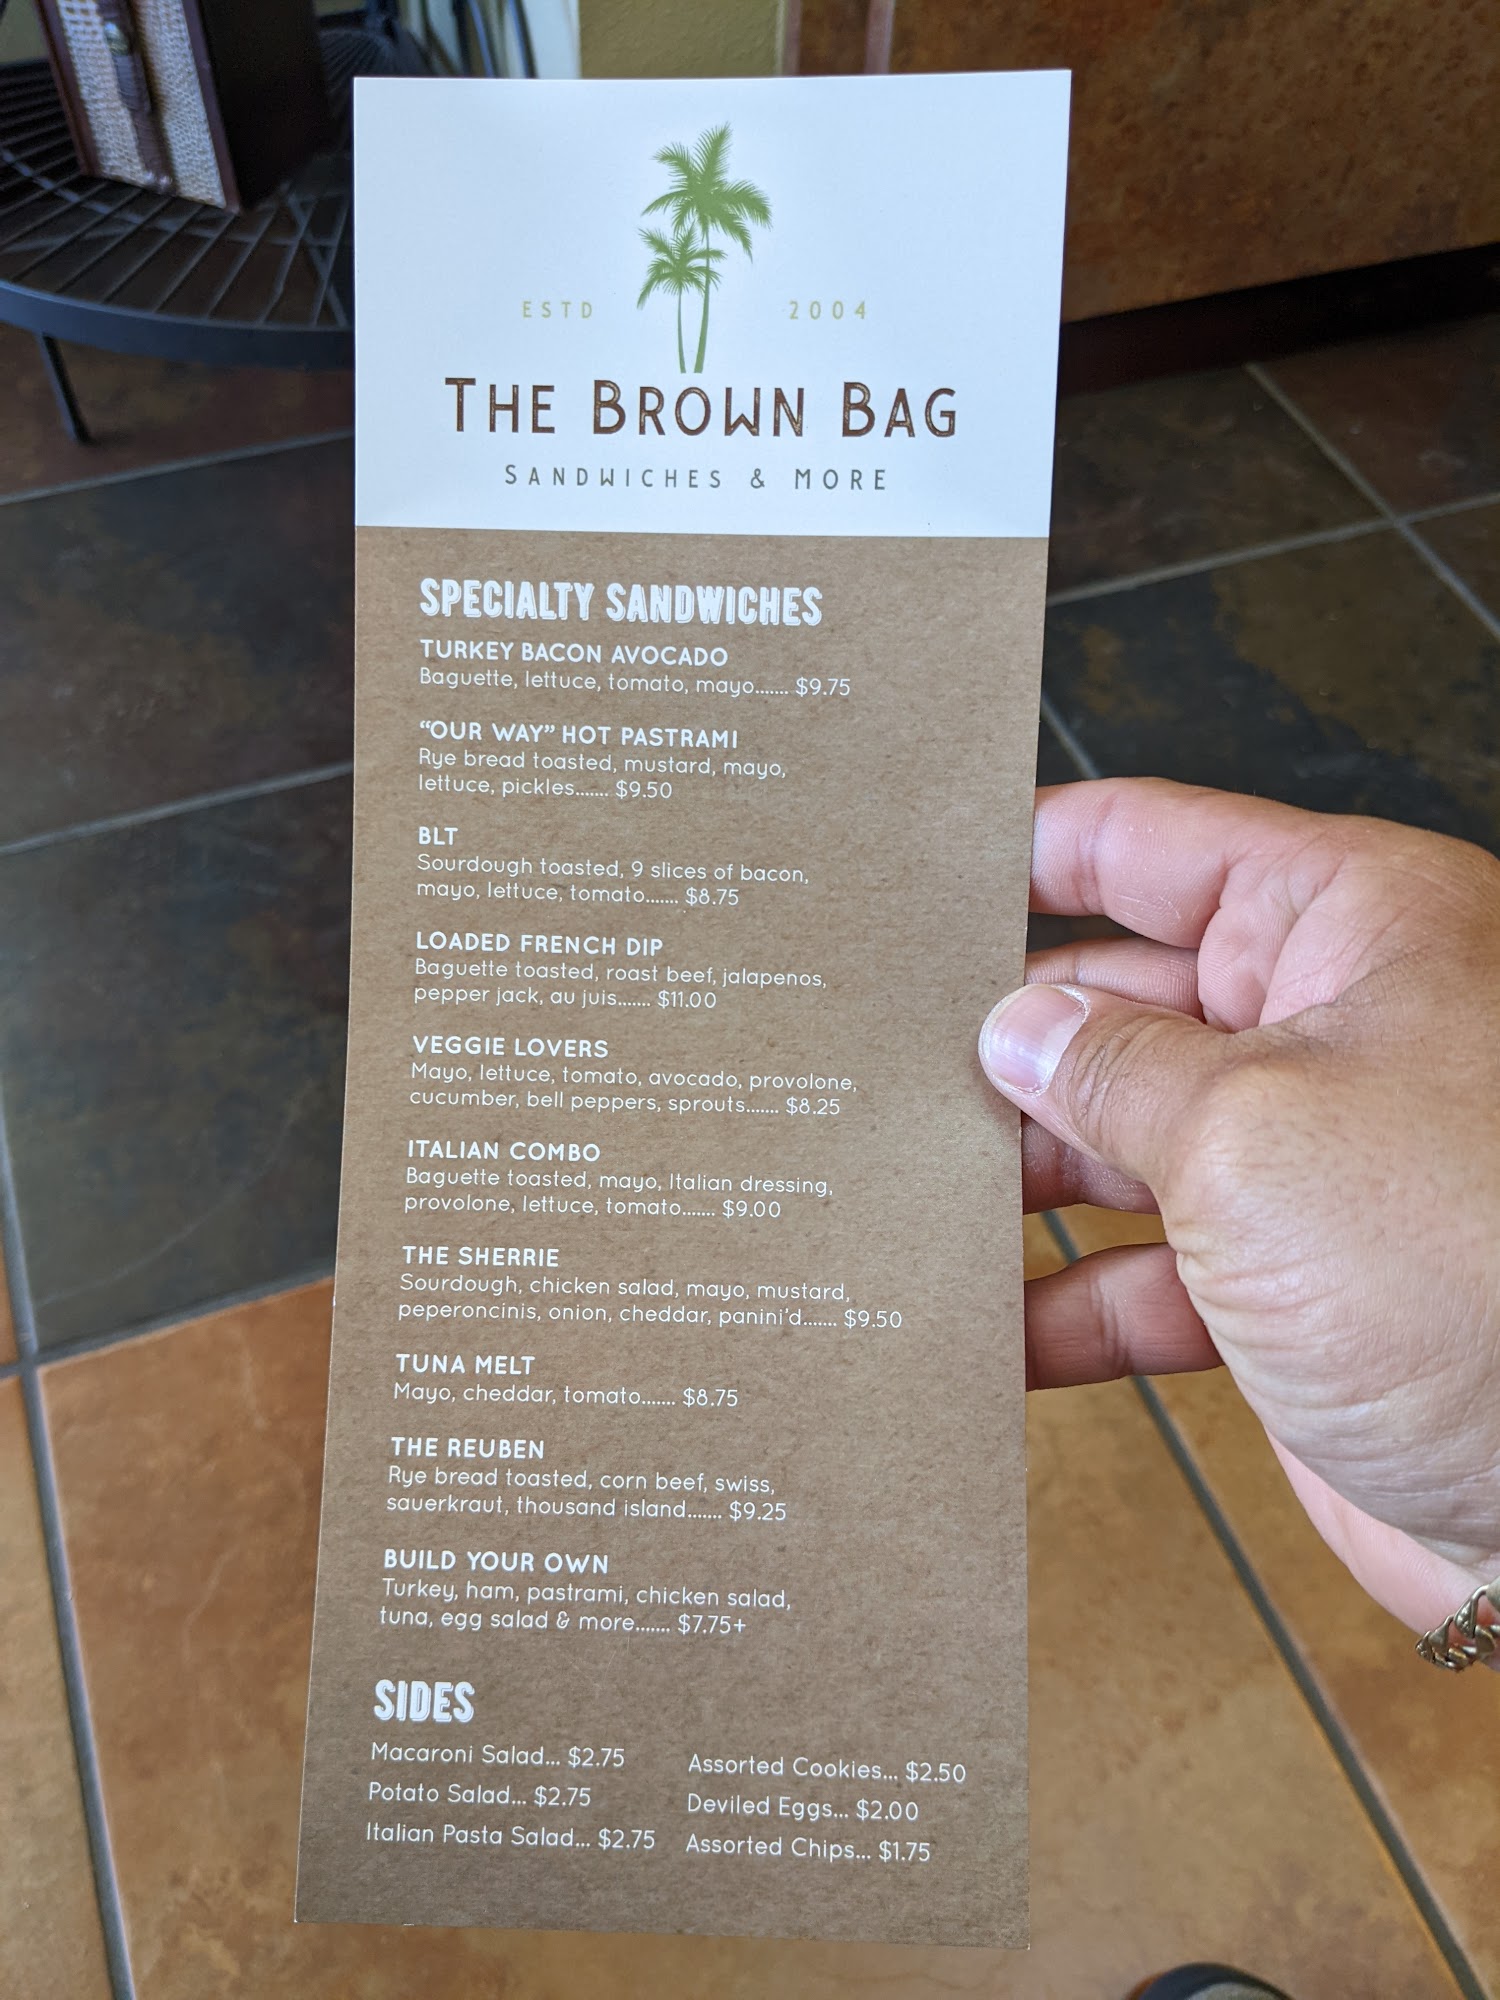 ESTD 2004
THE BROWN BAG
SANDWICHES & MORE
SPECIALTY SANDWICHES
TURKEY BACON AVOCADO
Baguette, lettuce, tomato, mayo....... $9.75
“OUR WAY” HOT PASTRAMI
Rye bread toasted, mustard, mayo,
lettuce, pickles....... $9.50
BLT
Sourdough toasted, 9 slices of bacon,
mayo, lettuce, tomato....... $8.75
LOADED FRENCH DIP
Baguette toasted, roast beef, jalapenos,
pepper jack, au juis....... $11.00
VEGGIE LOVERS
Mayo, lettuce, tomato, avocado, provolone,
cucumber, bell peppers, sprouts....... $8.25
ITALIAN COMBO
Baguette toasted, mayo, Italian dressing,
provolone, lettuce, tomato....... $9.00
THE SHERRIE
Sourdough, chicken salad, mayo, mustard,
peperoncinis, onion, cheddar, panini’d....... $9.50
TUNA MELT
Mayo, cheddar, tomato....... $8.75
THE REUBEN
Rye bread toasted, corn beef, swiss,
sauerkraut, thousand island....... $9.25
BUILD YOUR OWN
Turkey, ham, pastrami, chicken salad,
tuna, egg salad & more....... $7.75+
SIDES
Macaroni Salad... $2.75
Potato Salad... $2.75
Italian Pasta Salad... $2.75
Assorted Cookies... $2.50
Deviled Eggs... $2.00
Assorted Chips... $1.75